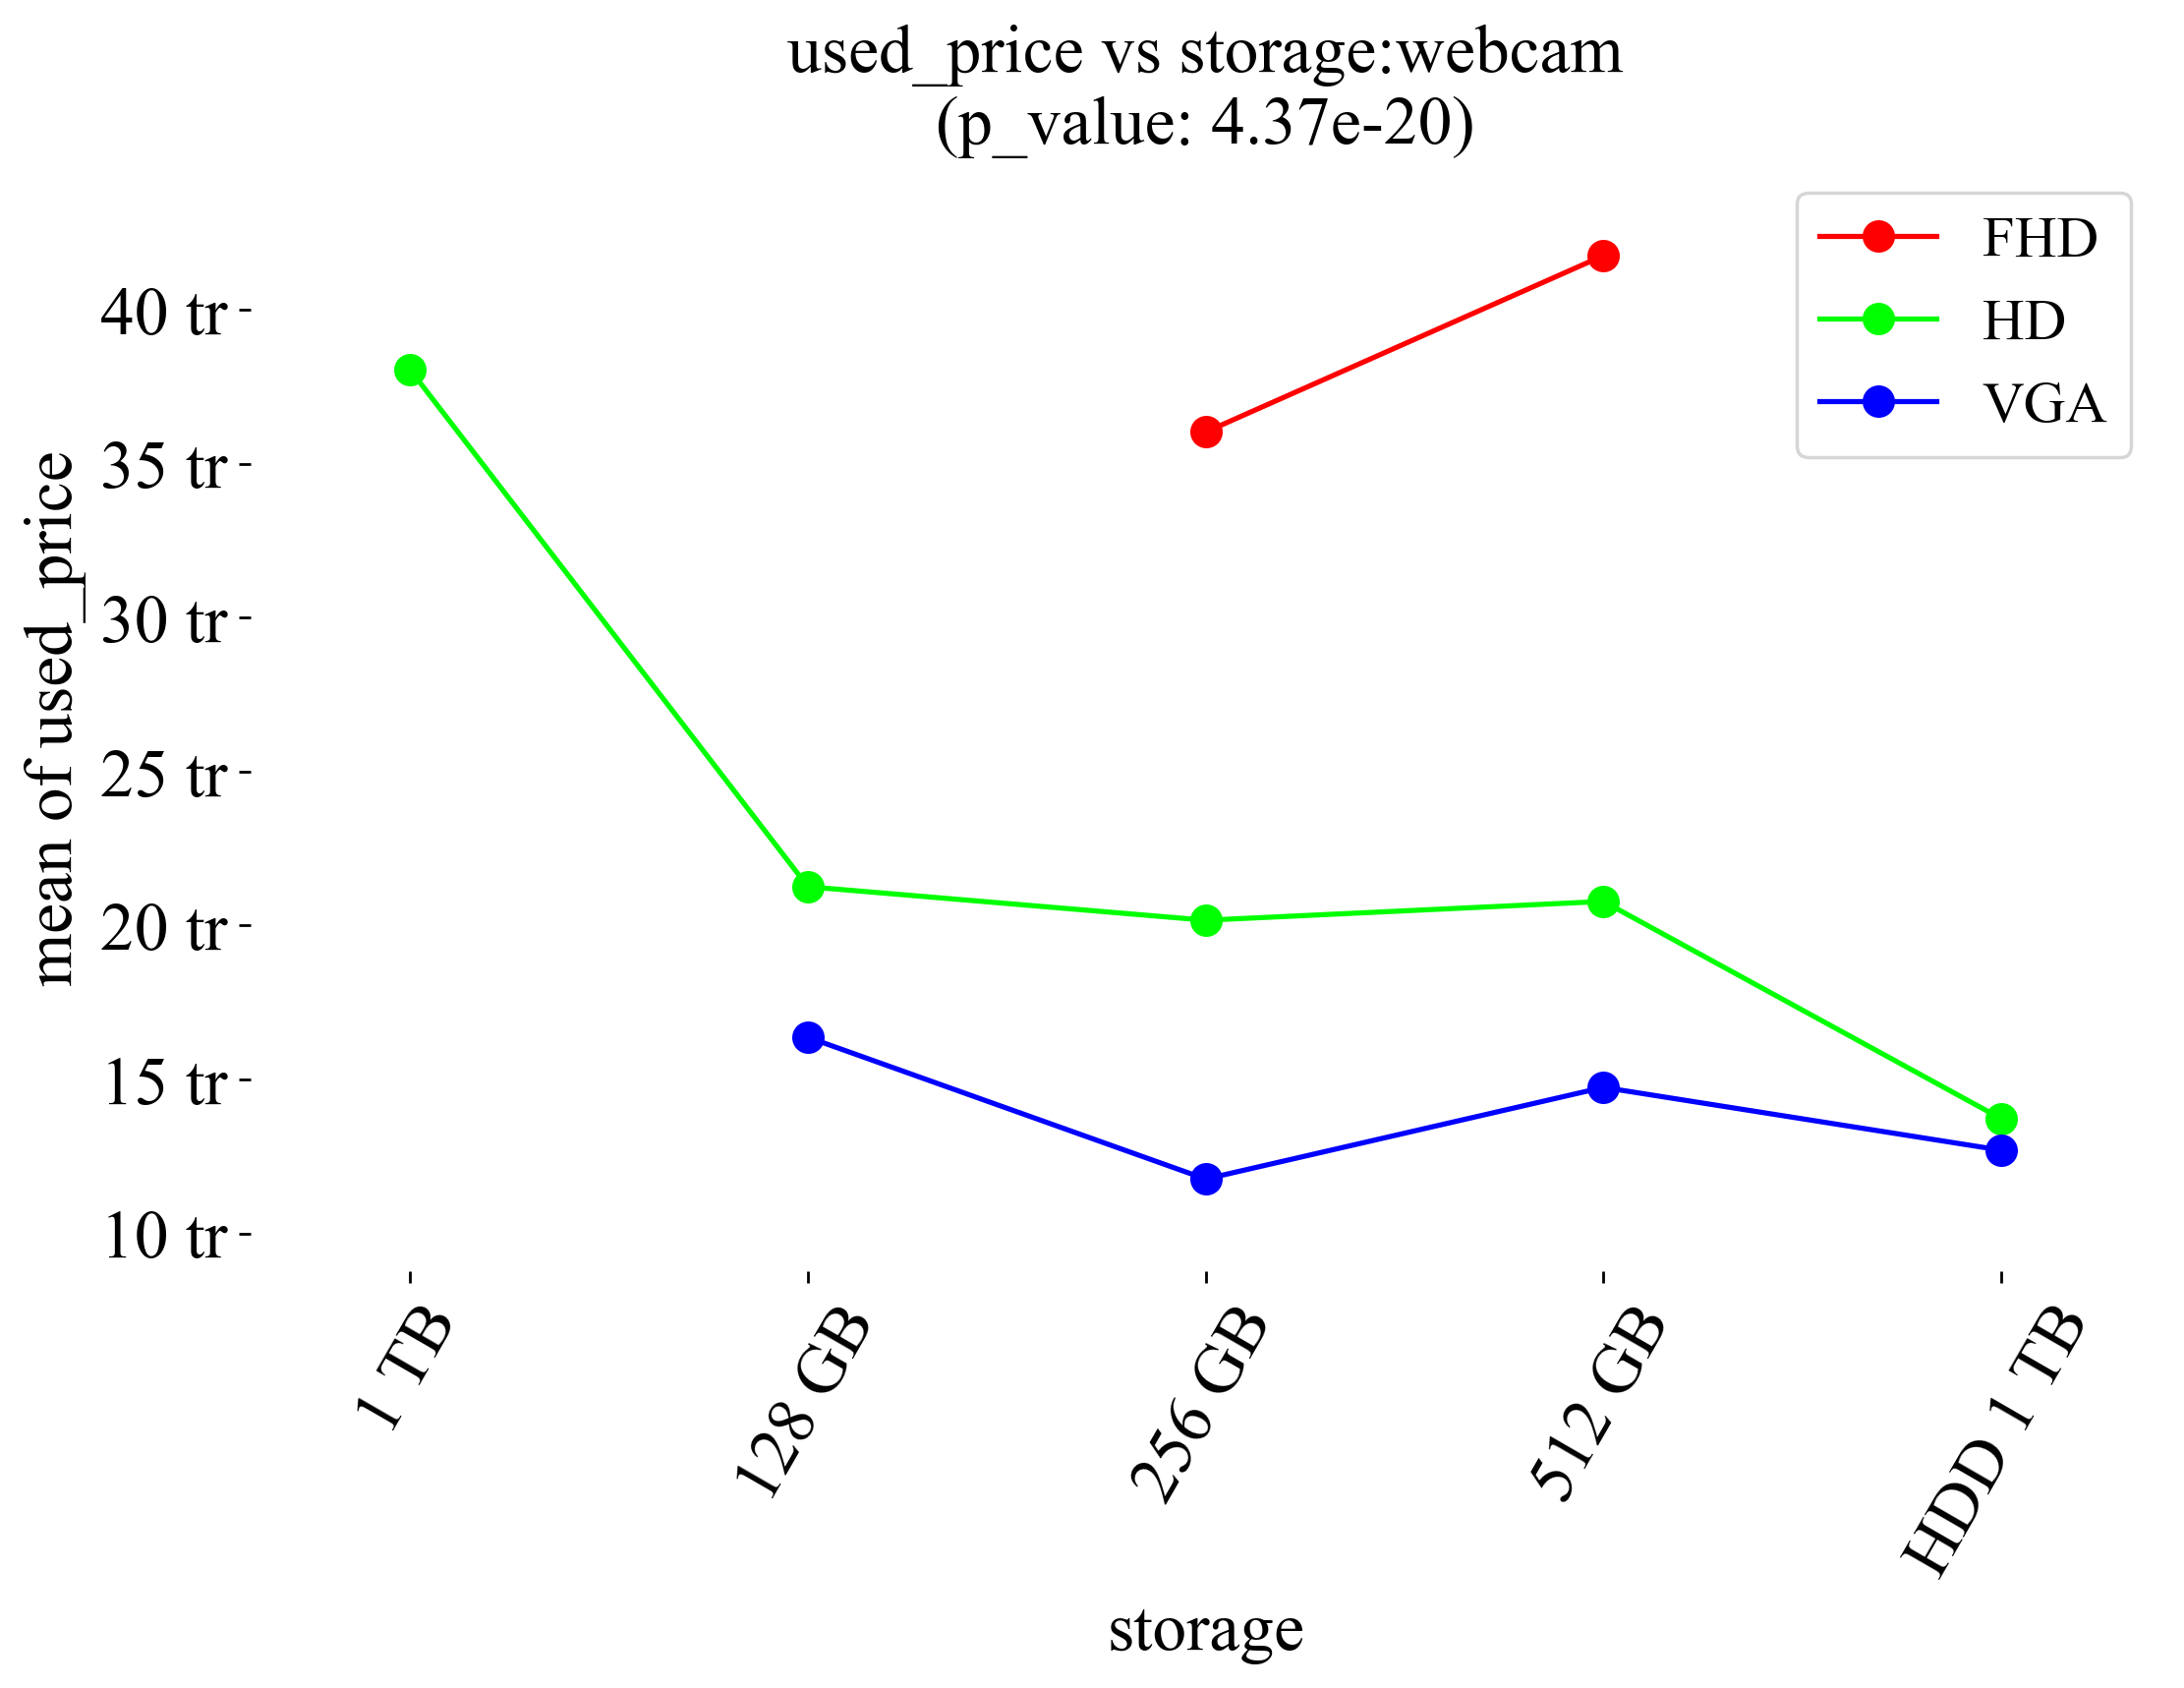 used_price vs storage:webcam
(p_value: 4.37e-20)
FHD
HD
VGA
mean of used_price
40 tr
35 tr
30 tr
25 tr
20 tr
15 tr
10 tr
1 TB
128 GB
256 GB
512 GB
HDD 1 TB
storage